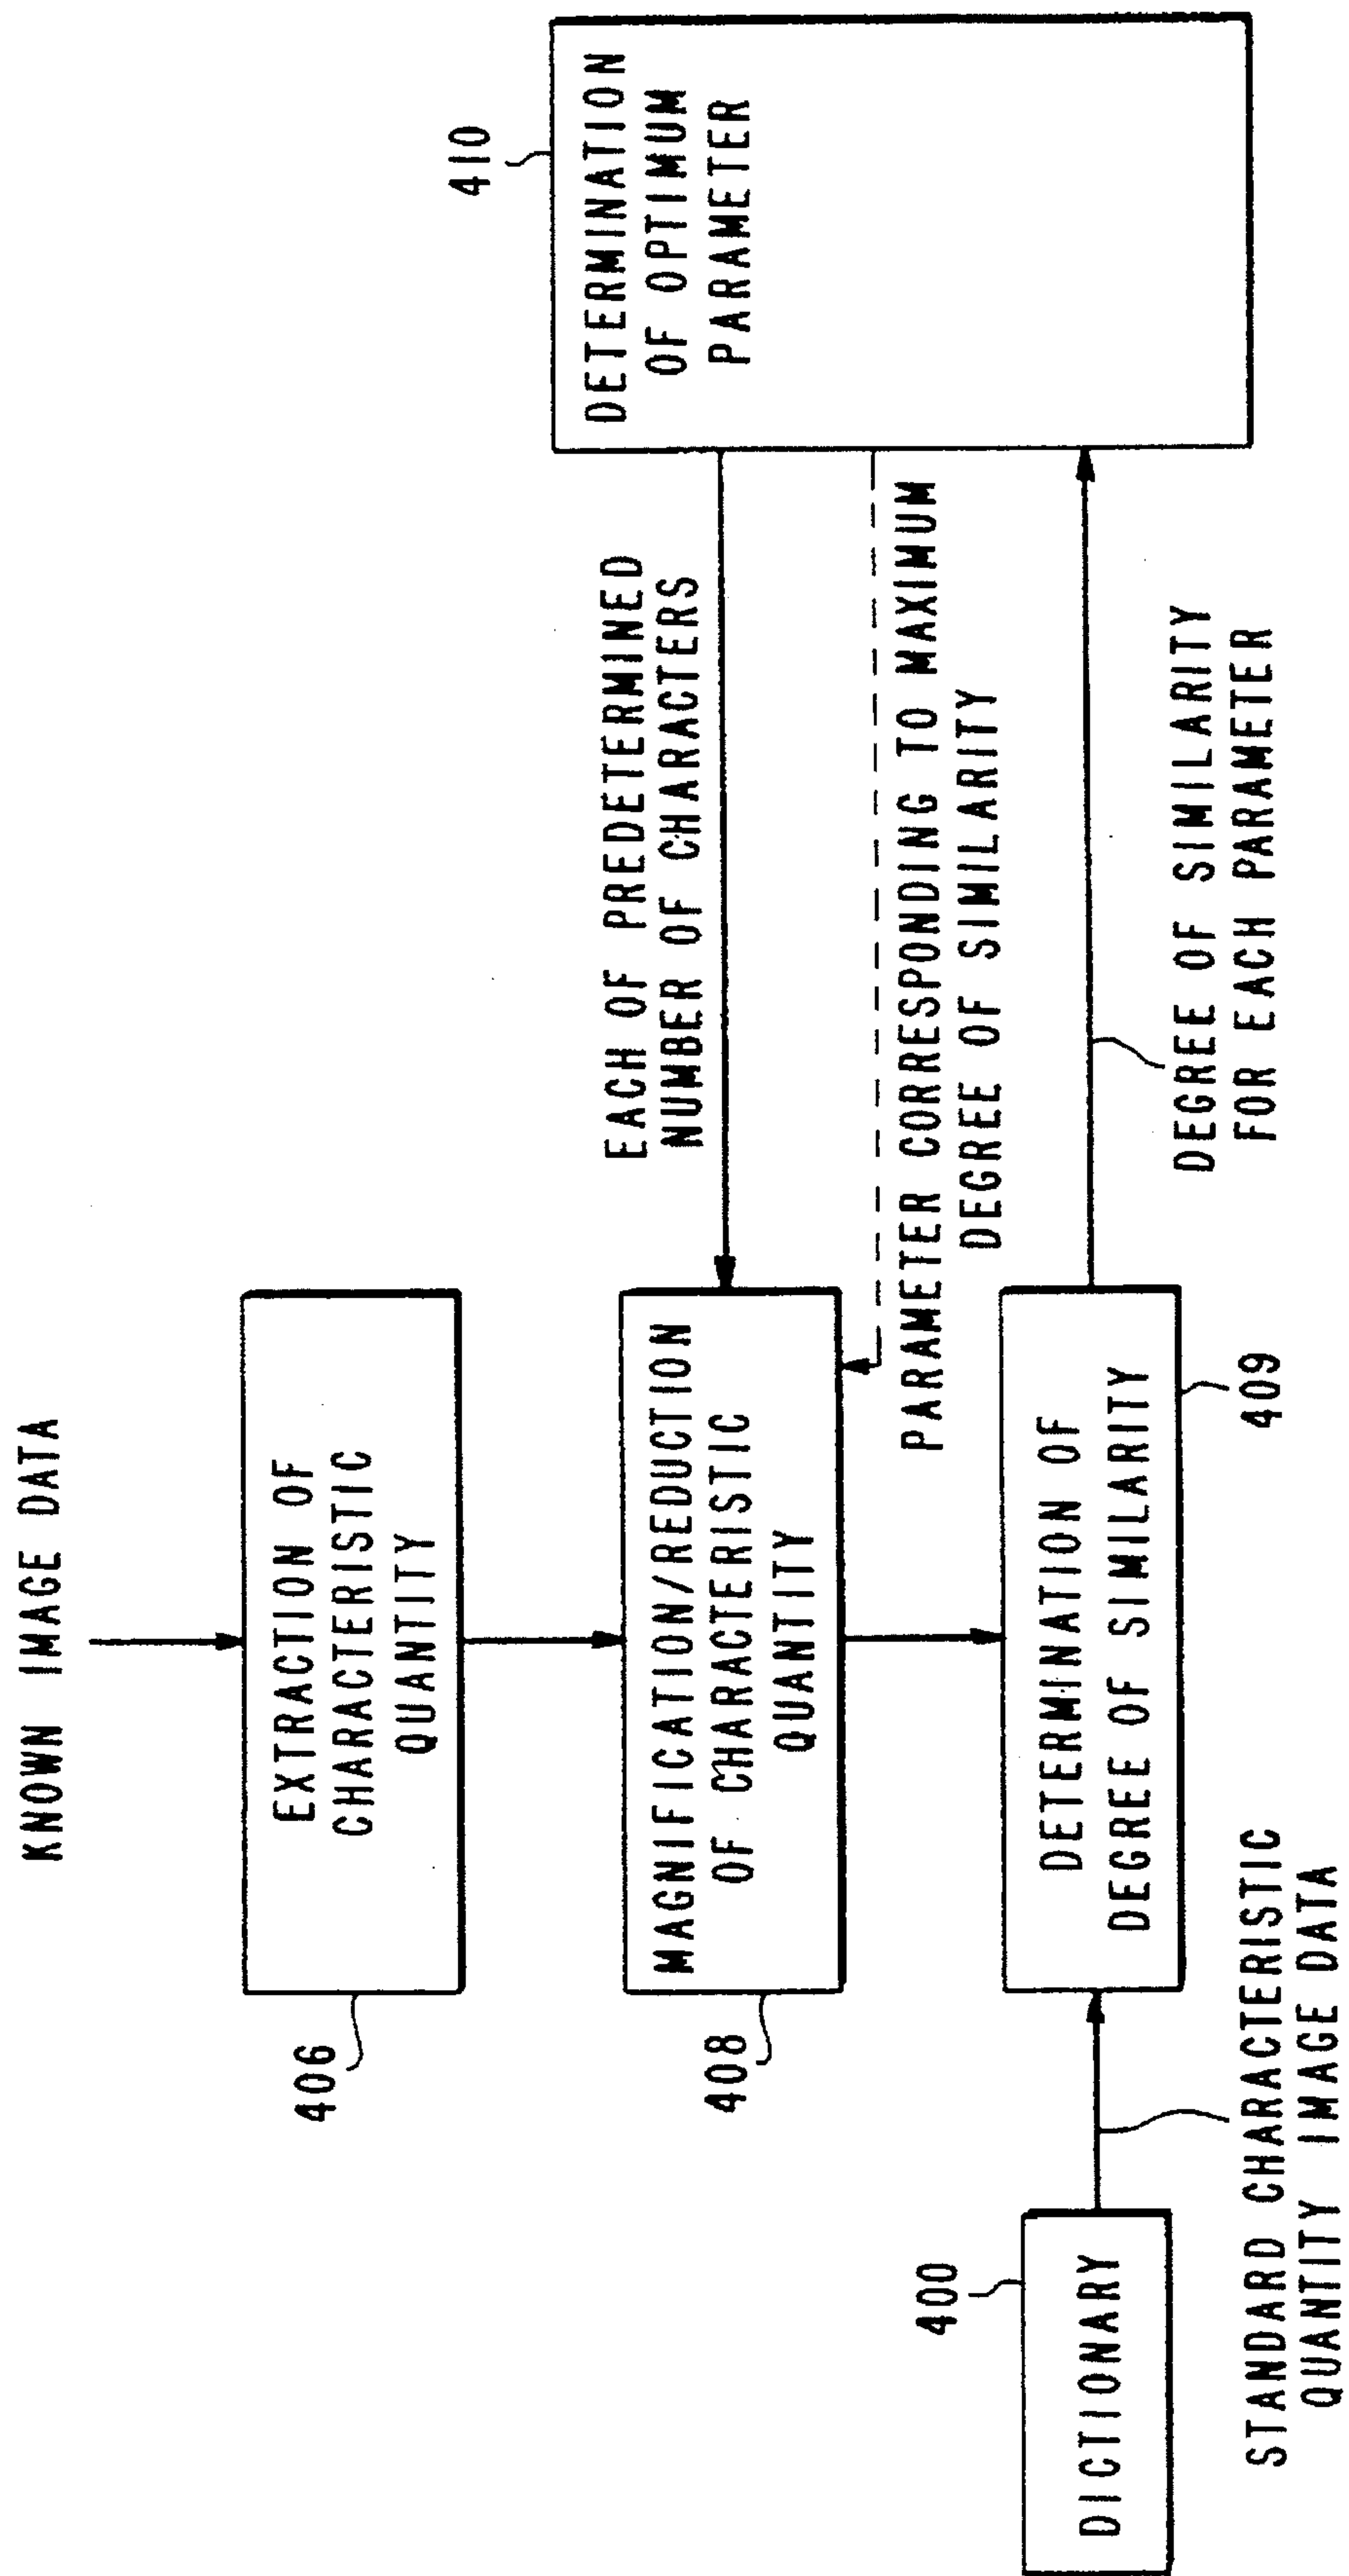 KNOWN IMAGE DATA
406
EXTRACTION OF
CHARACTERISTIC
QUANTITY
408
MAGNIFICATION/REDUCTION
OF CHARACTERISTIC
QUANTITY
EACH OF PREDETERMINED
NUMBER OF CHARACTERS
410
DETERMINATION
OF OPTIMUM
PARAMETER
PARAMETER CORRESPONDING TO MAXIMUM
DEGREE OF SIMILARITY
400
DICTIONARY
STANDARD CHARACTERISTIC
QUANTITY IMAGE DATA
DETERMINATION OF
DEGREE OF SIMILARITY
409
DEGREE OF SIMILARITY
FOR EACH PARAMETER